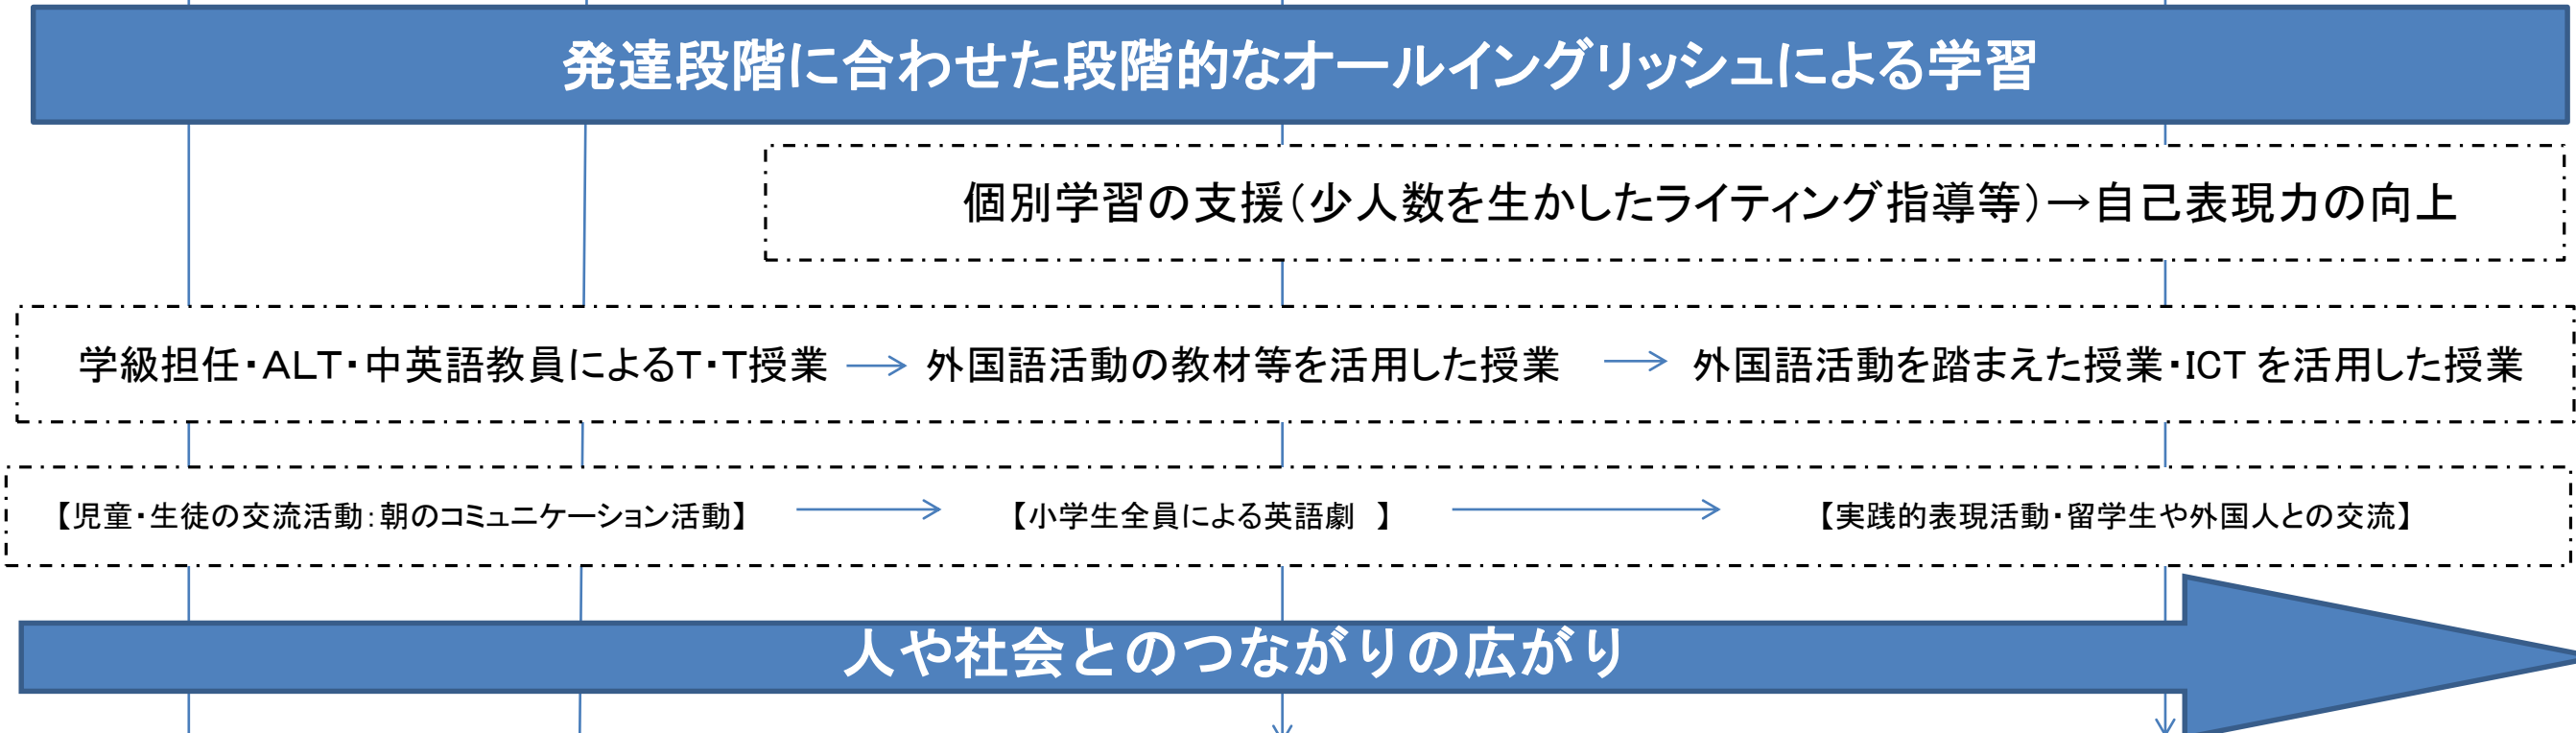 発達段階に合わせた段階的なオールイングリッシュによる学習
個別学習の支援(少人数を生かしたライティング指導等)→自己表現力の向上
学級担任・ALT・中英語教員によるT・T授業 → 外国語活動の教材等を活用した授業 → 外国語活動を踏まえた授業・ICT を活用した授業
【児童・生徒の交流活動：朝のコミュニケーション活動】 → 【小学生全員による英語劇　】 → 【実践的表現活動・留学生や外国人との交流】
人や社会とのつながりの広がり